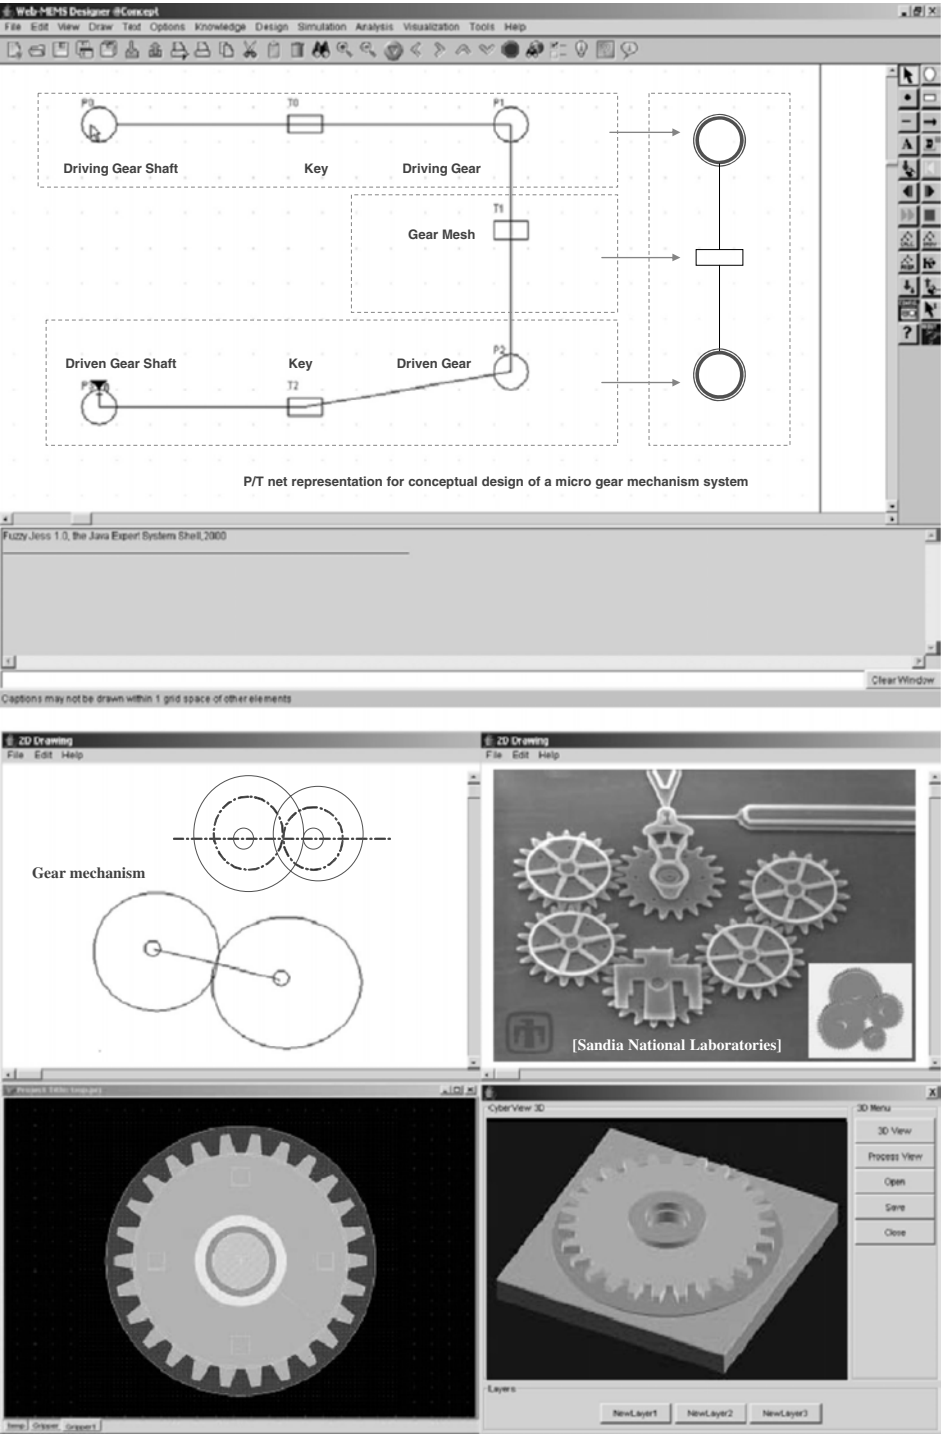 Web-MEMS Designer @Concept
File Edit View Draw Text Options Knowledge Design Simulation Analysis Visualization Tools Help
P0 T0 P1
Driving Gear Shaft Key Driving Gear
T1
Gear Mesh
P2
Driven Gear Shaft Key Driven Gear
T2
P/T net representation for conceptual design of a micro gear mechanism system
Fuzzy Jess 1.0, the Java Expert System Shell,2000
Clear Window
Captions may not be drawn within 1 grid space of other elements
2D Drawing
File Edit Help
Gear mechanism
2D Drawing
File Edit Help
[Sandia National Laboratories]
Gripper Gripper1
CyberView 3D
3D Menu
3D View
Process View
Open
Save
Close
Layers
NewLayer1 NewLayer2 NewLayer3